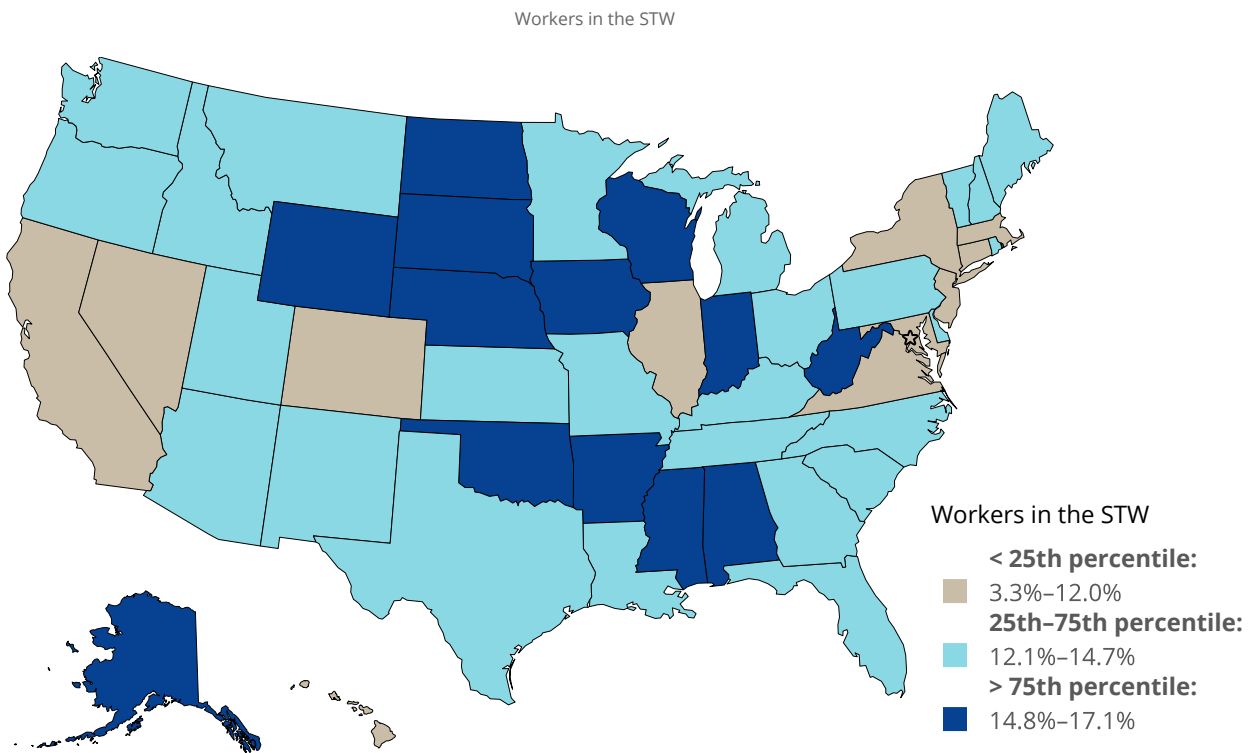 Workers in the STW
Workers in the STW
< 25th percentile:
3.3%–12.0%
25th–75th percentile:
12.1%–14.7%
> 75th percentile:
14.8%–17.1%